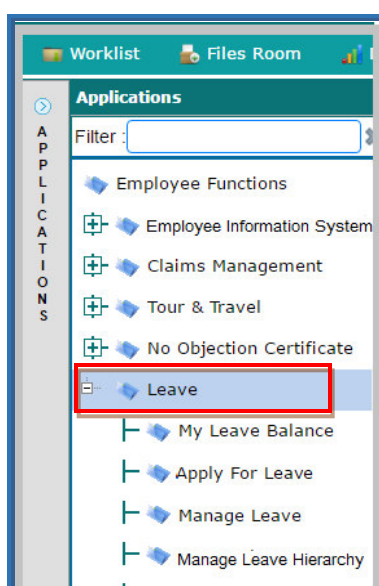 Worklist Files Room
Applications
Filter :
APPLICATIONS
Employee Functions
Employee Information System
Claims Management
Tour & Travel
No Objection Certificate
Leave
My Leave Balance
Apply For Leave
Manage Leave
Manage Leave Hierarchy